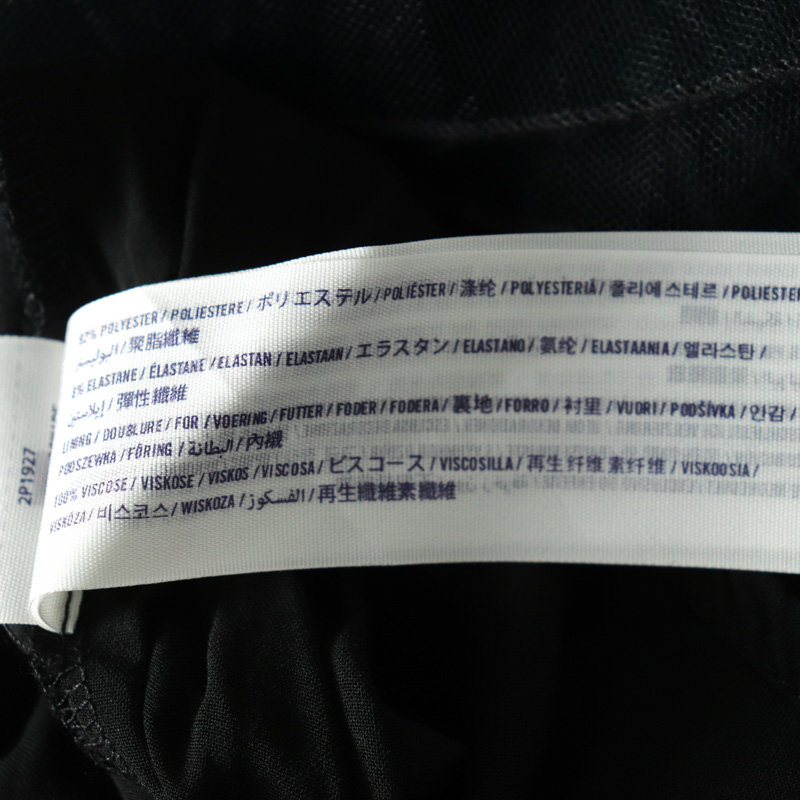 92% POLYESTER / POLIESTERE / ポリエステル / POLIÉSTER / 涤纶 / POLYESTERIÄ / 폴리에스테르 / POLIESTER
البوليستر / 聚脂纖維
8% ELASTANE / ÉLASTANE / ELASTAN / ELASTAAN / エラスタン / ELASTANO / 氨纶 / ELASTAANIA / 엘라스탄 /
إيلاستين / 彈性纖維
LINING / DOUBLURE / FOR / VOERING / FUTTER / FODER / FODERA / 裏地 / FORRO / 衬里 / VUORI / PODŠÍVKA / 안감 /
PODSZEWKA / FÖRING / البطانة / 內襯
100% VISCOSE / VISKOSE / VISKOS / VISCOSA / ビスコース / VISCOSILLA / 再生纤维素纤维 / VISKOOSIA /
VISKÓZA / 비스코스 / WISKOZA / الفسكوز / 再生纖維素纖維
2P1927